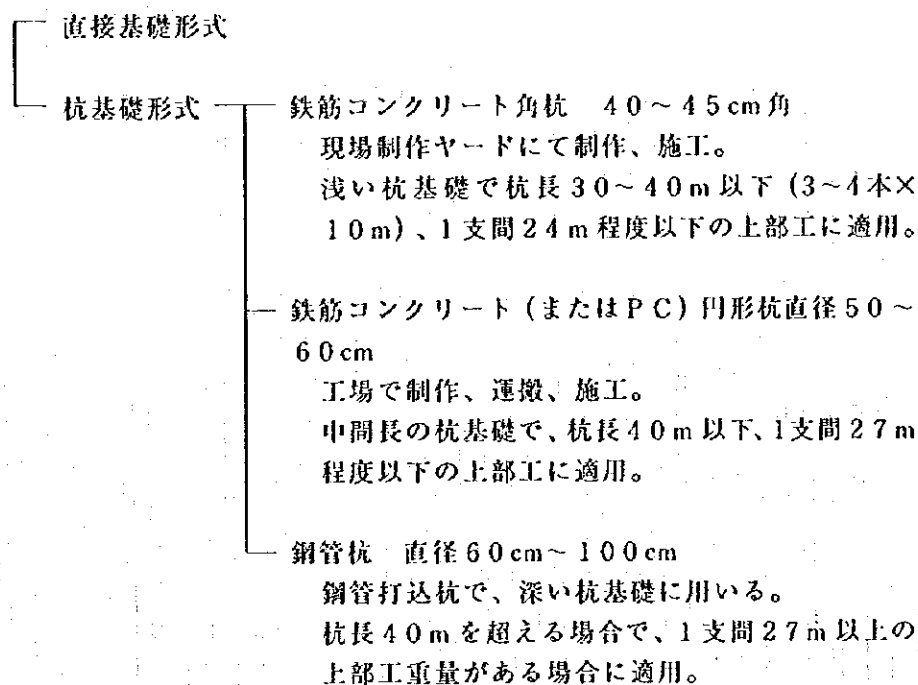 直接基礎形式
杭基礎形式
鉄筋コンクリート角杭 40~45cm角
現場制作ヤードにて制作、施工。
浅い杭基礎で杭長30~40m以下(3~4本×
10m)、1支間24m程度以下の上部工に適用。
鉄筋コンクリート(またはPC)円形杭直径50~
60cm
工場で制作、運搬、施工。
中間長の杭基礎で、杭長40m以下、1支間27m
程度以下の上部工に適用。
鋼管杭 直径60cm~100cm
鋼管打込杭で、深い杭基礎に用いる。
杭長40mを超える場合で、1支間27m以上の
上部工重量がある場合に適用。